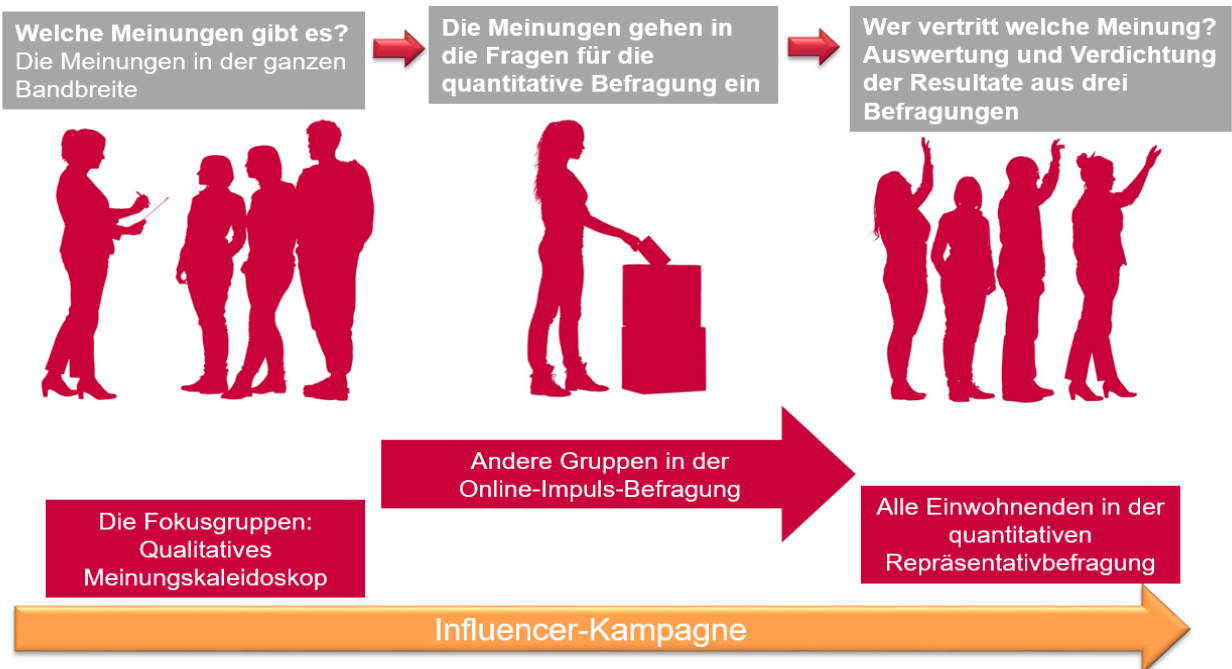 Welche Meinungen gibt es?
Die Meinungen in der ganzen
Bandbreite
Die Meinungen gehen in
die Fragen für die
quantitative Befragung ein
Wer vertritt welche Meinung?
Auswertung und Verdichtung
der Resultate aus drei
Befragungen
Andere Gruppen in der
Online-Impuls-Befragung
Die Fokusgruppen:
Qualitatives
Meinungskaleidoskop
Alle Einwohnenden in der
quantitativen
Repräsentativbefragung
Influencer-Kampagne